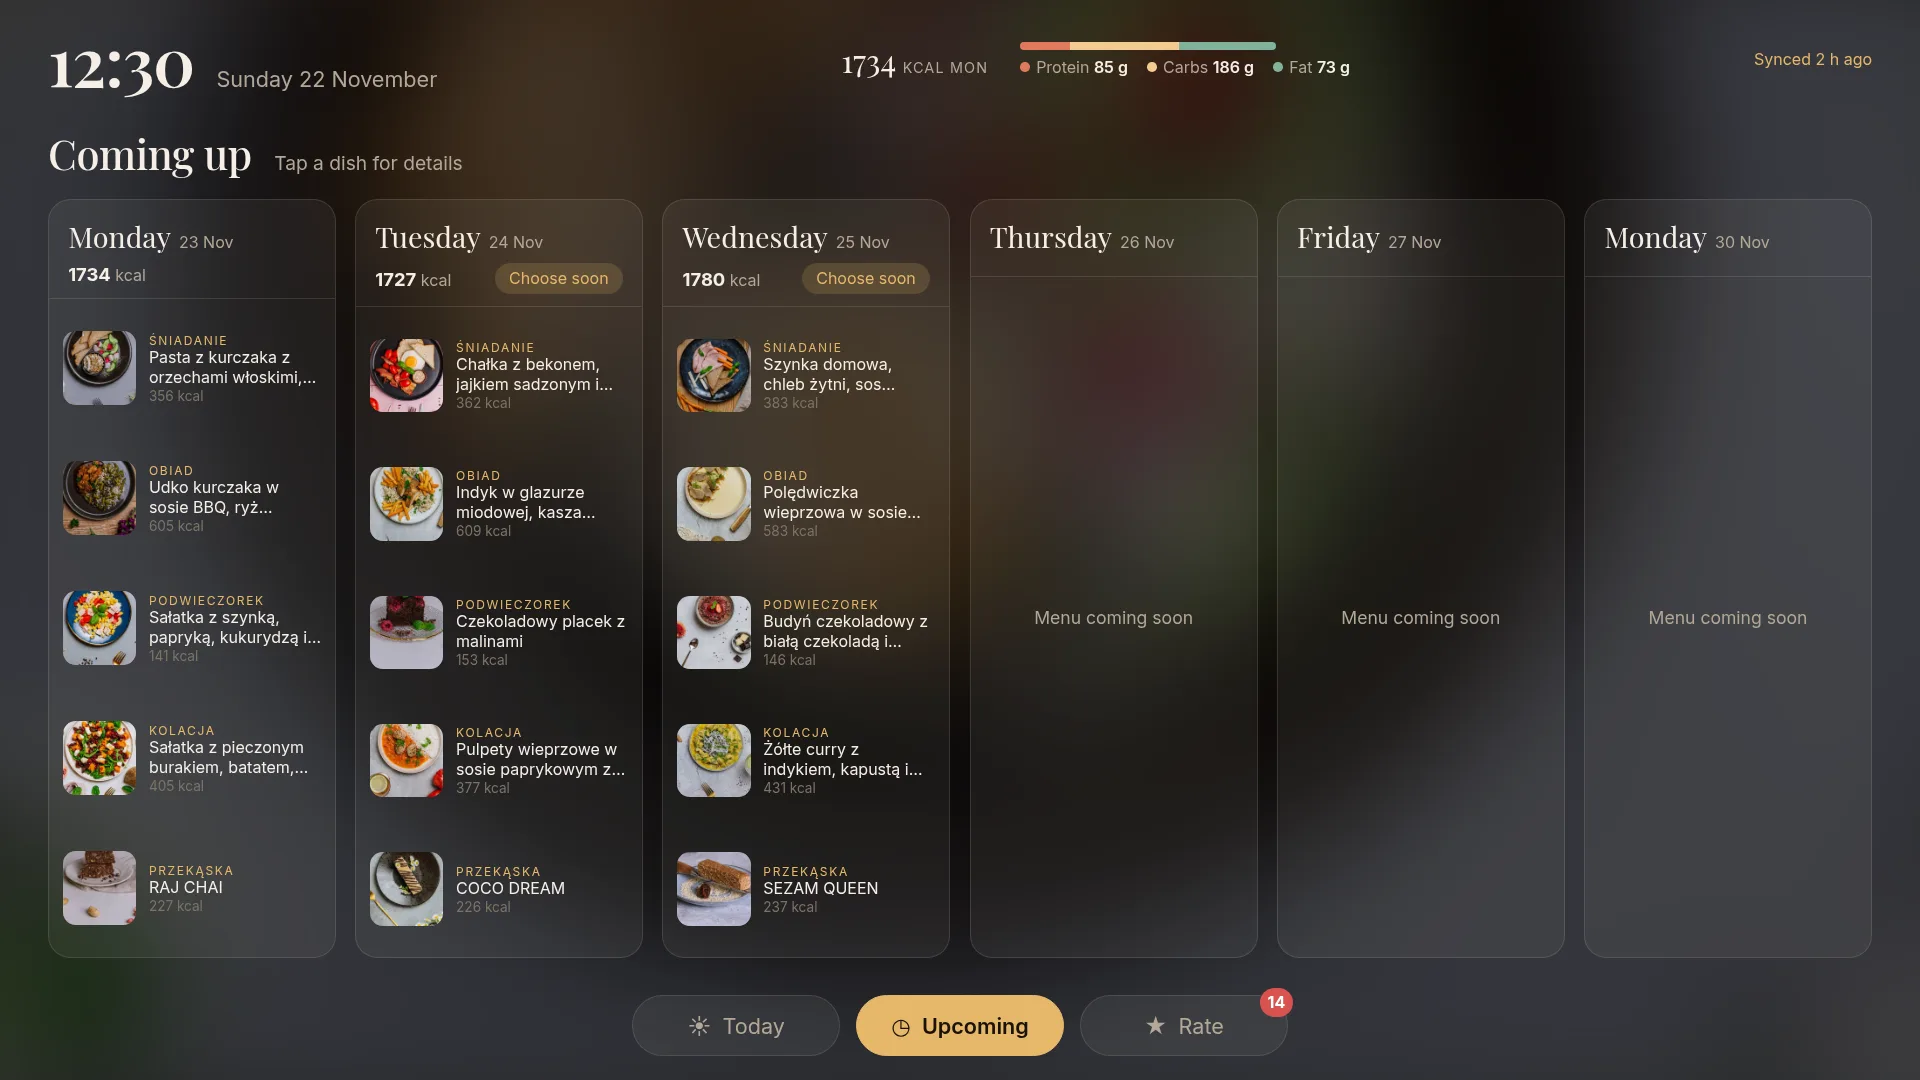 12:30 Sunday 22 November
1734 KCAL MON
Protein 85 g Carbs 186 g Fat 73 g
Synced 2 h ago
Coming up Tap a dish for details
Monday 23 Nov
1734 kcal
ŚNIADANIE
Pasta z kurczaka z
orzechami włoskimi,...
356 kcal
OBIAD
Udko kurczaka w
sosie BBQ, ryż...
605 kcal
PODWIECZOREK
Sałatka z szynką,
papryką, kukurydzą i...
141 kcal
KOLACJA
Sałatka z pieczonym
burakiem, batatem,...
405 kcal
PRZEKĄSKA
RAJ CHAI
227 kcal
Tuesday 24 Nov
1727 kcal Choose soon
ŚNIADANIE
Chałka z bekonem,
jajkiem sadzonym i...
362 kcal
OBIAD
Indyk w glazurze
miodowej, kasza...
609 kcal
PODWIECZOREK
Czekoladowy placek z
malinami
153 kcal
KOLACJA
Pulpety wieprzowe w
sosie paprykowym z...
377 kcal
PRZEKĄSKA
COCO DREAM
226 kcal
Wednesday 25 Nov
1780 kcal Choose soon
ŚNIADANIE
Szynka domowa,
chleb żytni, sos...
383 kcal
OBIAD
Polędwiczka
wieprzowa w sosie...
583 kcal
PODWIECZOREK
Budyń czekoladowy z
białą czekoladą i...
146 kcal
KOLACJA
Żółte curry z
indykiem, kapustą i...
431 kcal
PRZEKĄSKA
SEZAM QUEEN
237 kcal
Thursday 26 Nov
Menu coming soon
Friday 27 Nov
Menu coming soon
Monday 30 Nov
Menu coming soon
Today
Upcoming
Rate
14